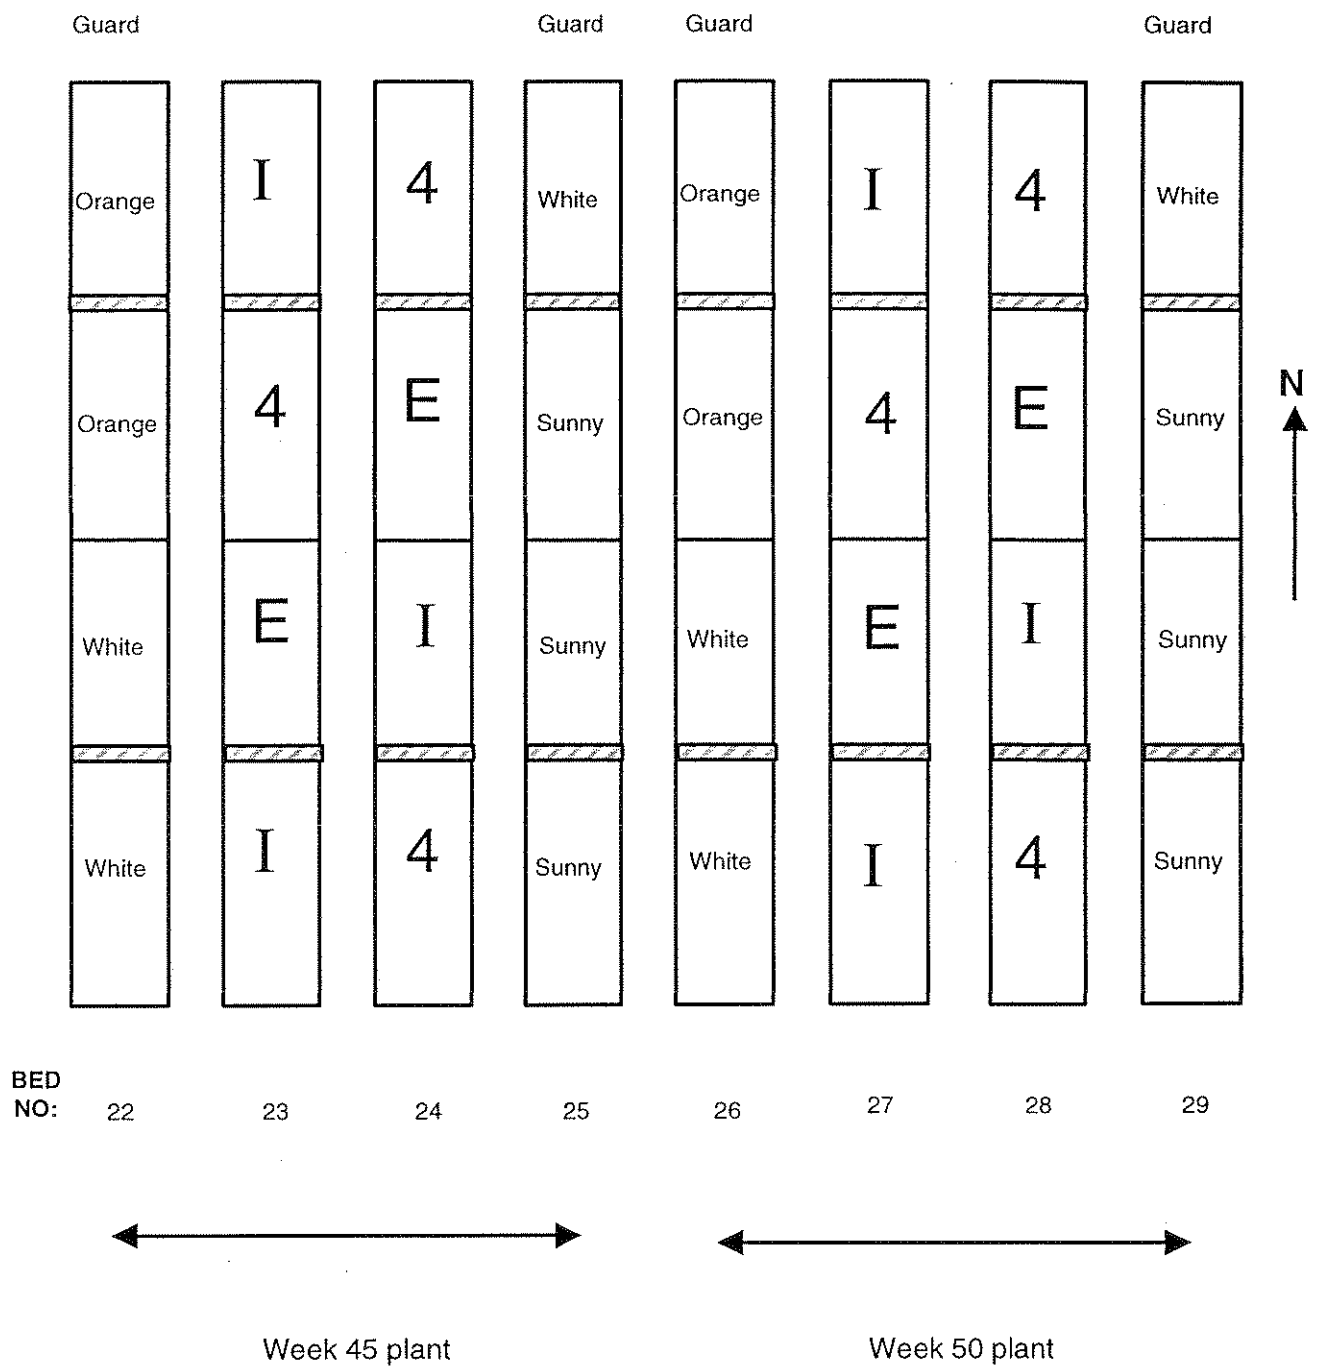 Guard Guard Guard Guard
Orange I 4 White Orange I 4 White
Orange 4 E Sunny Orange 4 E Sunny
N
White E I Sunny White E I Sunny
White I 4 Sunny White I 4 Sunny
BED
NO: 22 23 24 25 26 27 28 29
Week 45 plant Week 50 plant